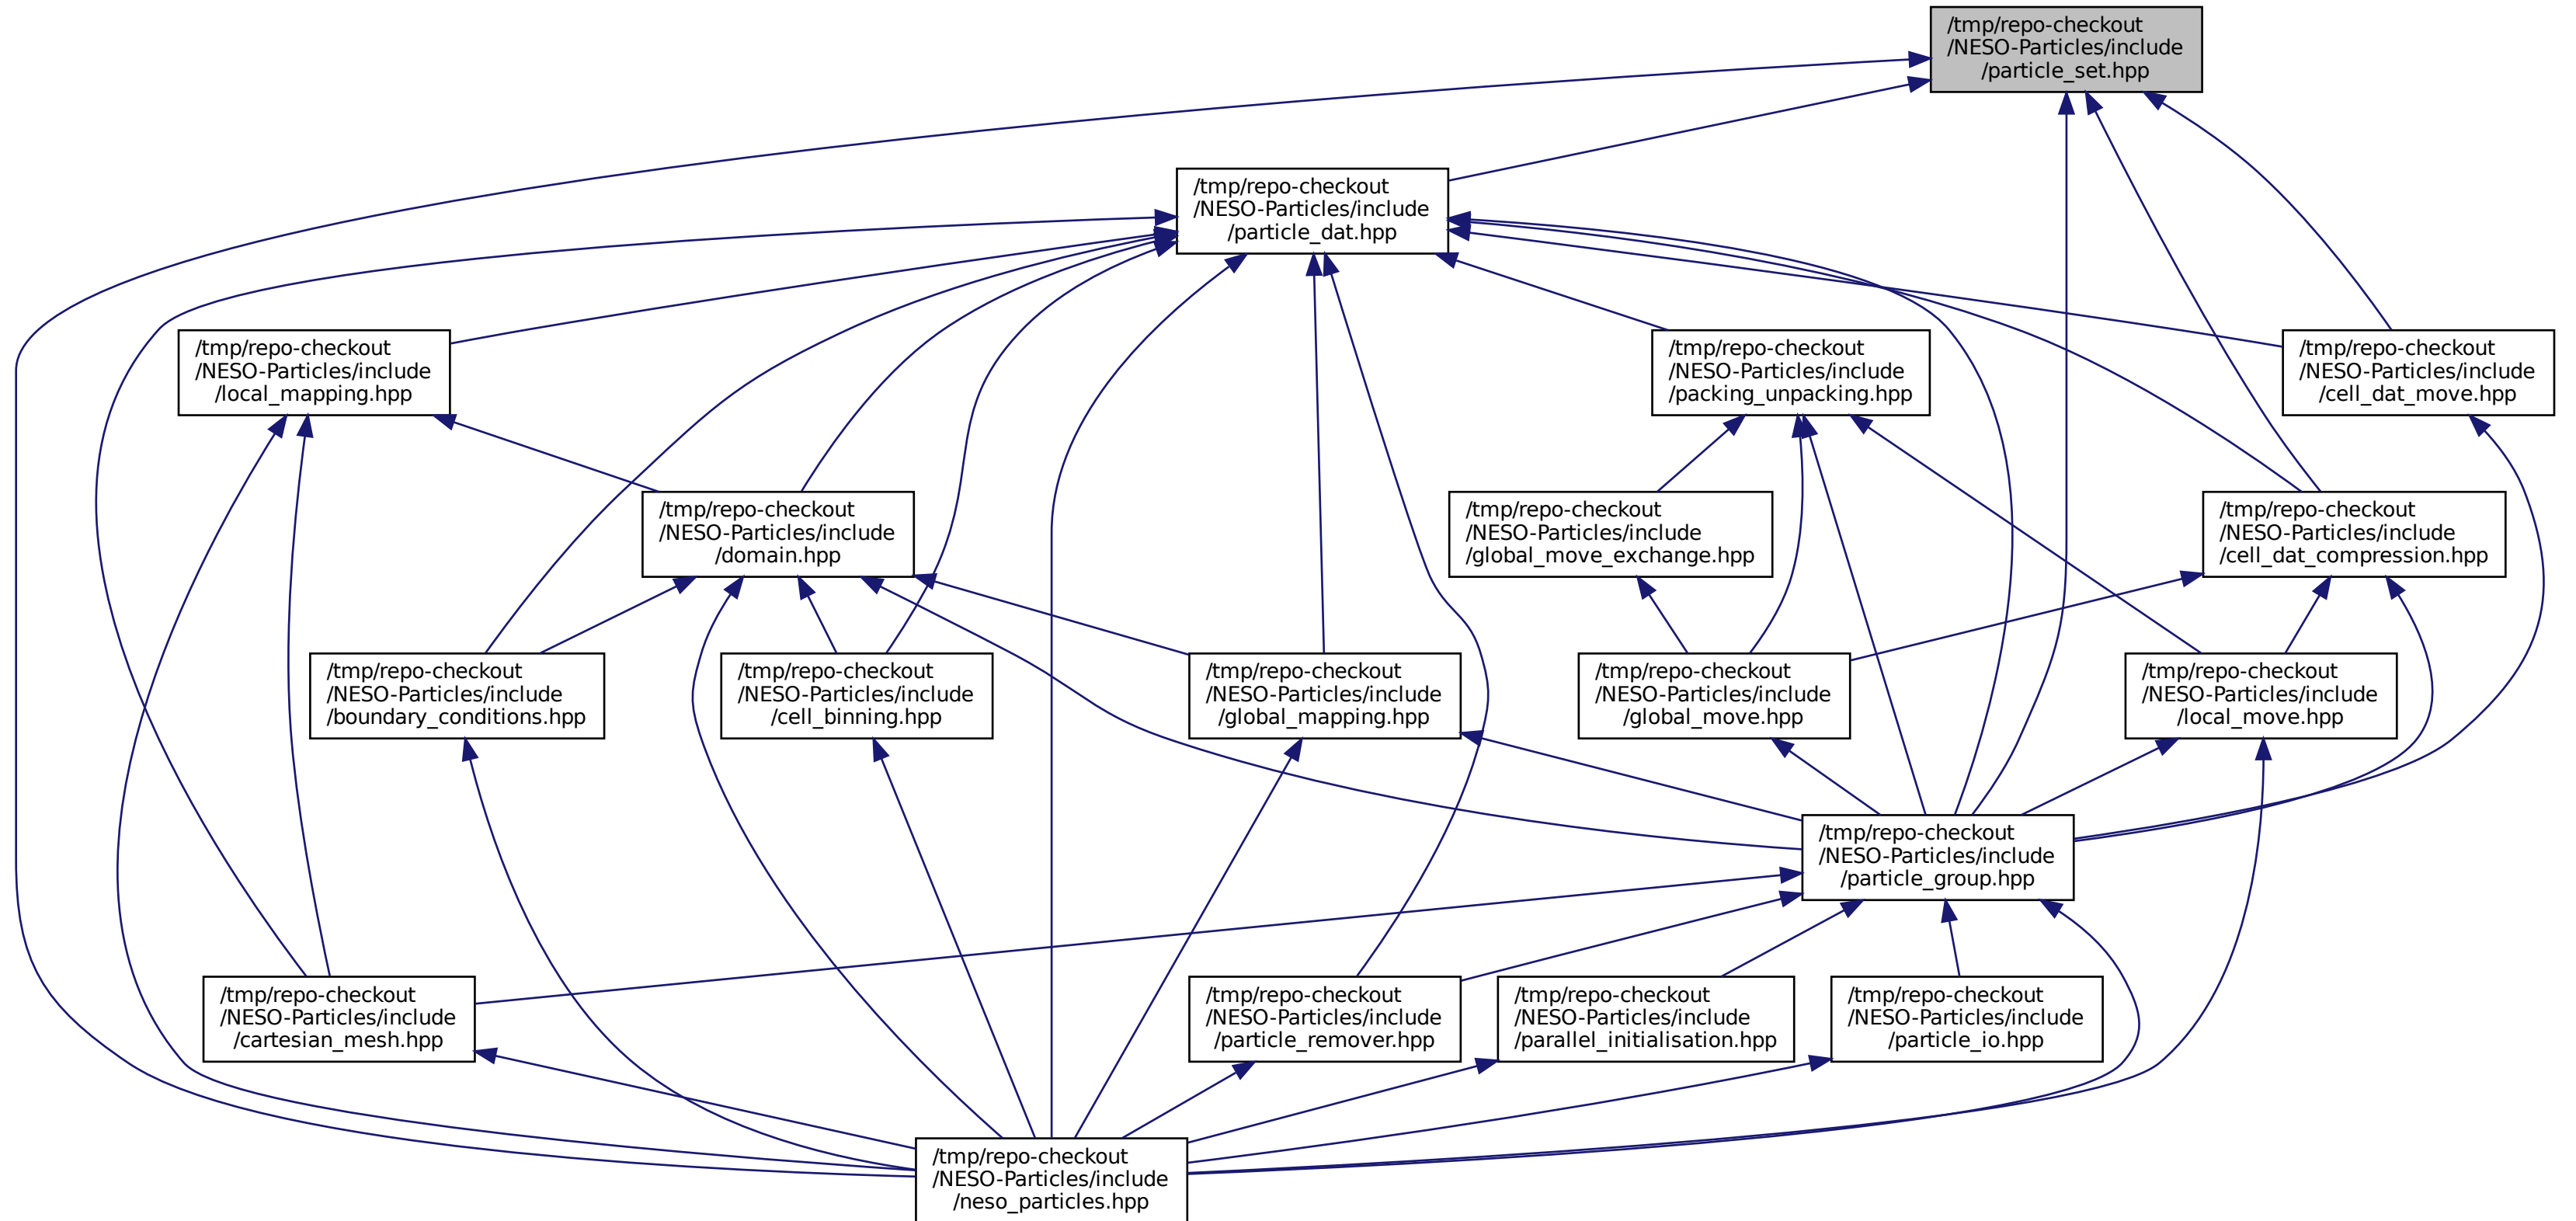 /tmp/repo-checkout
/NESO-Particles/include
/particle_set.hpp
/tmp/repo-checkout
/NESO-Particles/include
/particle_dat.hpp
/tmp/repo-checkout
/NESO-Particles/include
/local_mapping.hpp
/tmp/repo-checkout
/NESO-Particles/include
/packing_unpacking.hpp
/tmp/repo-checkout
/NESO-Particles/include
/cell_dat_move.hpp
/tmp/repo-checkout
/NESO-Particles/include
/domain.hpp
/tmp/repo-checkout
/NESO-Particles/include
/global_move_exchange.hpp
/tmp/repo-checkout
/NESO-Particles/include
/cell_dat_compression.hpp
/tmp/repo-checkout
/NESO-Particles/include
/boundary_conditions.hpp
/tmp/repo-checkout
/NESO-Particles/include
/cell_binning.hpp
/tmp/repo-checkout
/NESO-Particles/include
/global_mapping.hpp
/tmp/repo-checkout
/NESO-Particles/include
/global_move.hpp
/tmp/repo-checkout
/NESO-Particles/include
/local_move.hpp
/tmp/repo-checkout
/NESO-Particles/include
/particle_group.hpp
/tmp/repo-checkout
/NESO-Particles/include
/cartesian_mesh.hpp
/tmp/repo-checkout
/NESO-Particles/include
/particle_remover.hpp
/tmp/repo-checkout
/NESO-Particles/include
/parallel_initialisation.hpp
/tmp/repo-checkout
/NESO-Particles/include
/particle_io.hpp
/tmp/repo-checkout
/NESO-Particles/include
/neso_particles.hpp